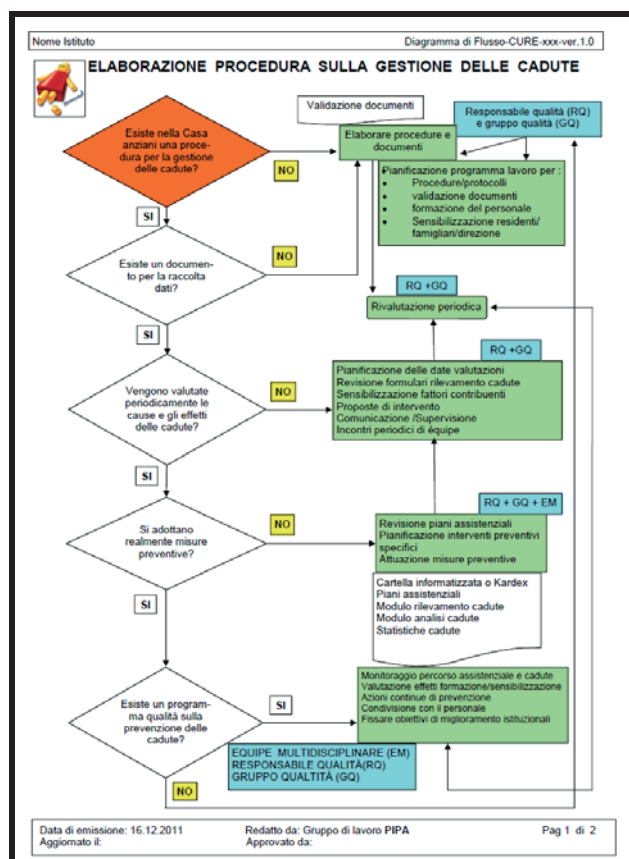 Nome Istituto
Diagramma di Flusso-CURE-xxx-ver.1.0
ELABORAZIONE PROCEDURA SULLA GESTIONE DELLE CADUTE
Validazione documenti
Responsabile qualità (RQ)
e gruppo qualità (GQ)
Esiste nella Casa
anziani una proce-
dura per la gestione
delle cadute?
NO
Elaborare procedure e
documenti
Pianificazione programma lavoro per :
• Procedure/protocolli
• validazione documenti
• formazione del personale
• Sensibilizzazione residenti/
famigliari/direzione
SI
Esiste un documen-
to per la raccolta
dati?
NO
RQ +GQ
Rivalutazione periodica
SI
RQ +GQ
Vengono valutate
periodicamente le
cause e gli effetti
delle cadute?
NO
Pianificazione delle date valutazioni
Revisione formulari rilevamento cadute
Sensibilizzazione fattori contribuenti
Proposte di intervento
Comunicazione /Supervisione
Incontri periodici di équipe
SI
RQ + GQ + EM
Si adottano
realmente misure
preventive?
NO
Revisione piani assistenziali
Pianificazione interventi preventivi
specifici
Attuazione misure preventive
SI
Cartella informatizzata o Kardex
Piani assistenziali
Modulo rilevamento cadute
Modulo analisi cadute
Statistiche cadute
Esiste un program-
ma qualità sulla
prevenzione delle
cadute?
SI
Monitoraggio percorso assistenziale e cadute
Valutazione effetti formazione/sensibilizzazione
Azioni continue di prevenzione
Condivisione con il personale
Fissare obiettivi di miglioramento istituzionali
EQUIPE MULTIDISCIPLINARE (EM)
RESPONSABILE QUALITÀ(RQ)
GRUPPO QUALTITÀ (GQ)
NO
Data di emissione: 16.12.2011
Redatto da: Gruppo di lavoro PIPA
Pag 1 di 2
Aggiornato il:
Approvato da: